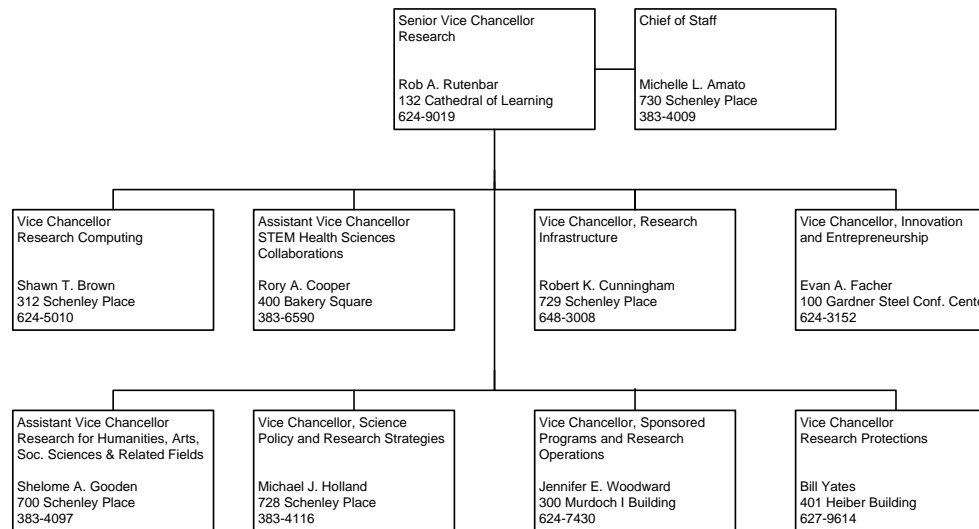 Senior Vice Chancellor
Research
Rob A. Rutenbar
132 Cathedral of Learning
624-9019
Chief of Staff
Michelle L. Amato
730 Schenley Place
383-4009
Vice Chancellor
Research Computing
Shawn T. Brown
312 Schenley Place
624-5010
Assistant Vice Chancellor
STEM Health Sciences
Collaborations
Rory A. Cooper
400 Bakery Square
383-6590
Vice Chancellor, Research
Infrastructure
Robert K. Cunningham
729 Schenley Place
648-3008
Vice Chancellor, Innovation
and Entrepreneurship
Evan A. Facher
100 Gardner Steel Conf. Cente
624-3152
Assistant Vice Chancellor
Research for Humanities, Arts,
Soc. Sciences & Related Fields
Shelome A. Gooden
700 Schenley Place
383-4097
Vice Chancellor, Science
Policy and Research Strategies
Michael J. Holland
728 Schenley Place
383-4116
Vice Chancellor, Sponsored
Programs and Research
Operations
Jennifer E. Woodward
300 Murdoch I Building
624-7430
Vice Chancellor
Research Protections
Bill Yates
401 Heiber Building
627-9614